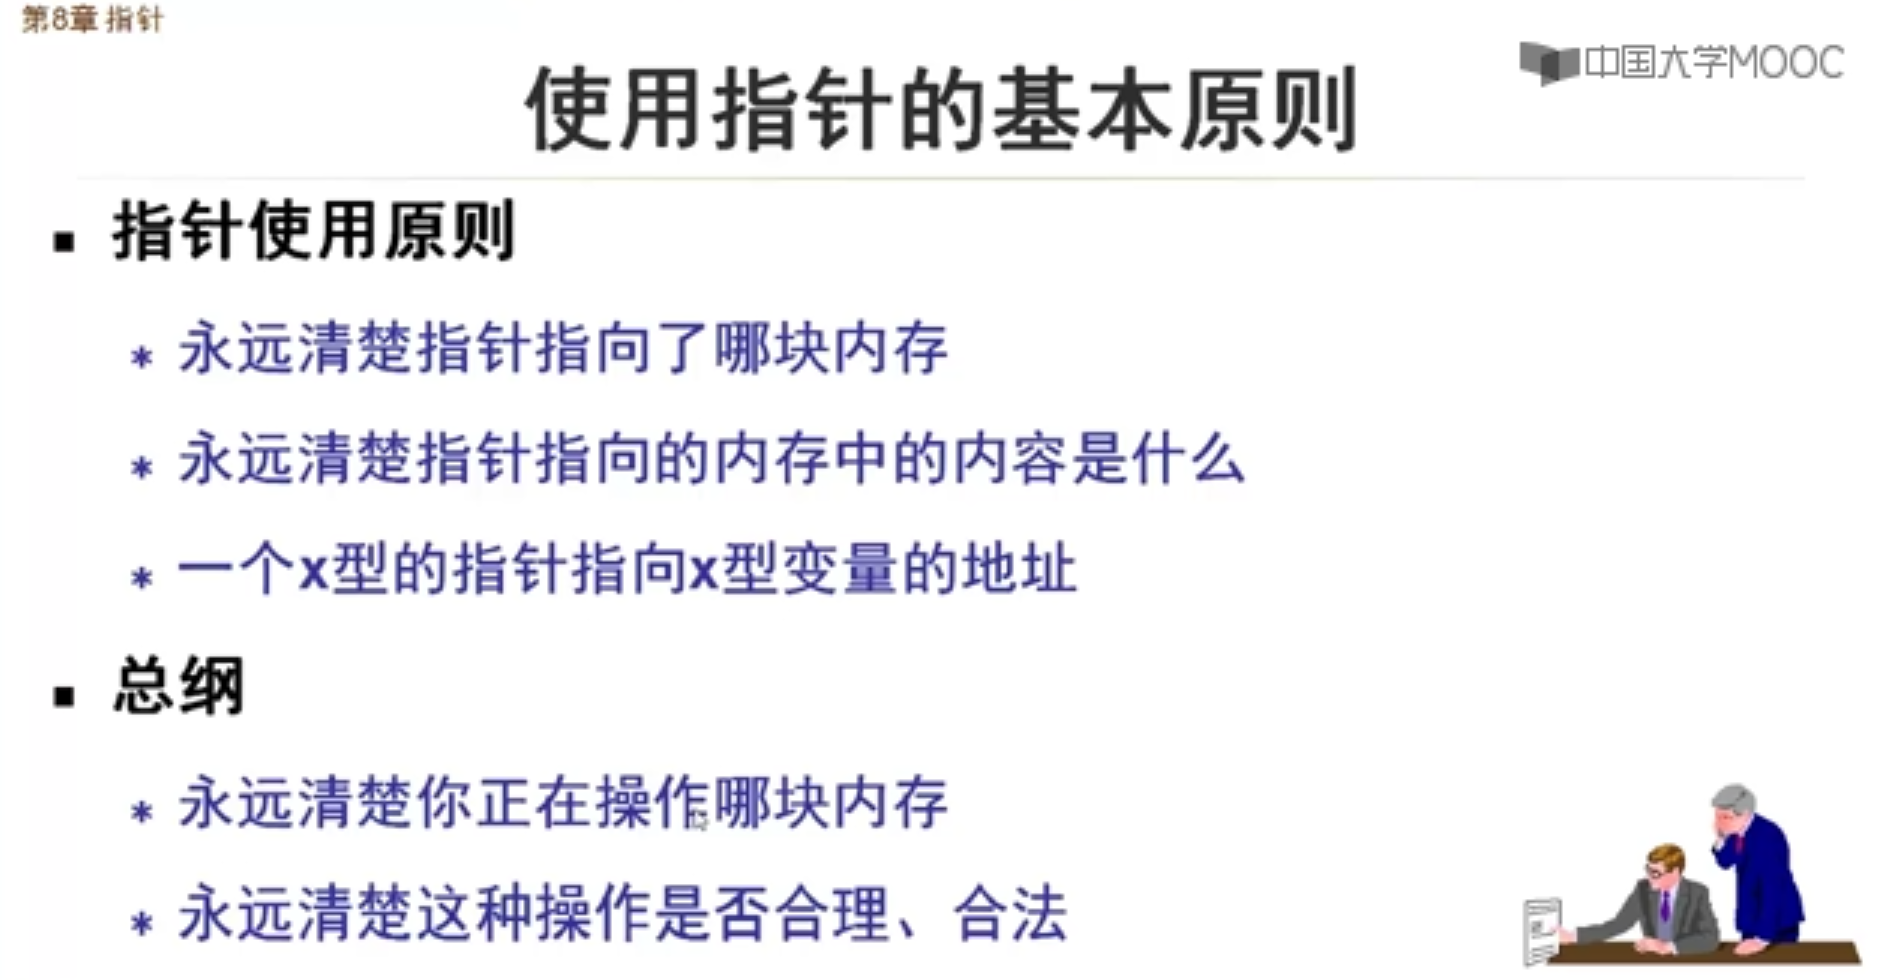 第8章 指针
中国大学MOOC
使用指针的基本原则
▪ 指针使用原则
* 永远清楚指针指向了哪块内存
* 永远清楚指针指向的内存中的内容是什么
* 一个x型的指针指向x型变量的地址
▪ 总纲
* 永远清楚你正在操作哪块内存
* 永远清楚这种操作是否合理、合法